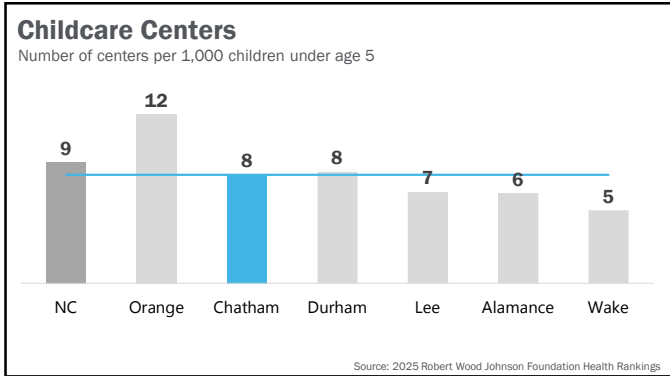 Childcare Centers
Number of centers per 1,000 children under age 5
9
12
8
8
7
6
5
NC
Orange
Chatham
Durham
Lee
Alamance
Wake
Source: 2025 Robert Wood Johnson Foundation Health Rankings